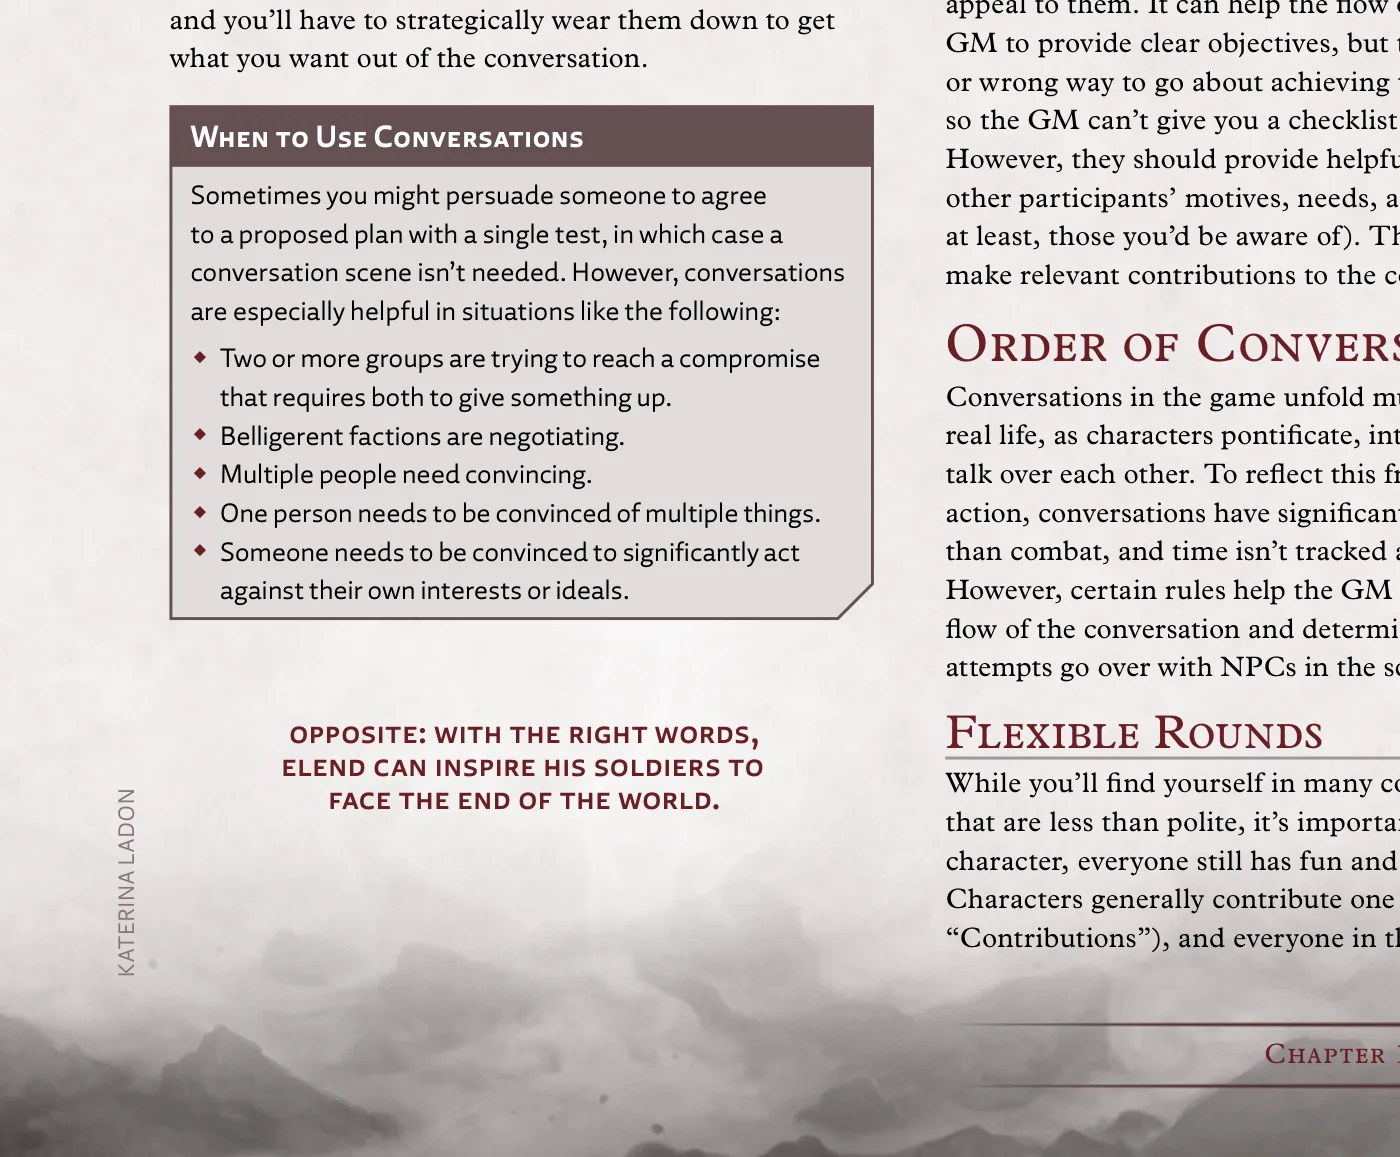 and you’ll have to strategically wear them down to get
what you want out of the conversation.
When to Use Conversations
Sometimes you might persuade someone to agree
to a proposed plan with a single test, in which case a
conversation scene isn’t needed. However, conversations
are especially helpful in situations like the following:
◆ Two or more groups are trying to reach a compromise
that requires both to give something up.
◆ Belligerent factions are negotiating.
◆ Multiple people need convincing.
◆ One person needs to be convinced of multiple things.
◆ Someone needs to be convinced to significantly act
against their own interests or ideals.
OPPOSITE: WITH THE RIGHT WORDS,
ELEND CAN INSPIRE HIS SOLDIERS TO
FACE THE END OF THE WORLD.
KATERINA LADON
appeal to them. It can help the flow
GM to provide clear objectives, but
or wrong way to go about achieving
so the GM can’t give you a checklist
However, they should provide
other participants’ motives, needs,
at least, those you’d be aware of).
make relevant contributions to the
Order of
Conversations in the game unfold
real life, as characters pontificate,
talk over each other. To reflect this
action, conversations have
than combat, and time isn’t tracked
However, certain rules help the GM
flow of the conversation and
attempts go over with NPCs in the
Flexible Rounds
While you’ll find yourself in many
that are less than polite, it’s
character, everyone still has fun and
Characters generally contribute one
“Contributions”), and everyone in
Chapter